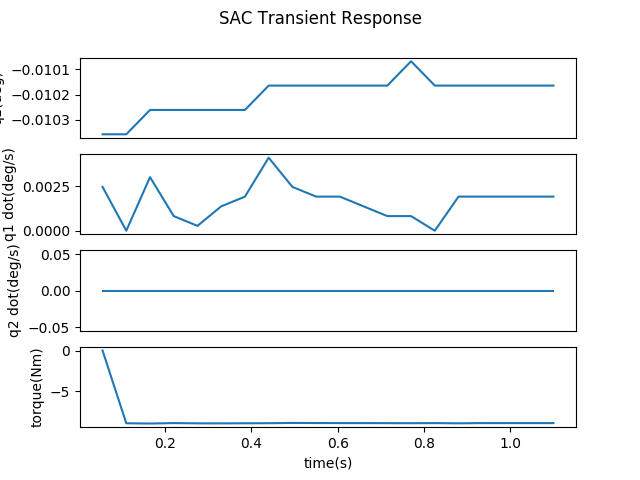 SAC Transient Response
−0.0101
−0.0102
−0.0103
q1 dot(deg/s)
0.0025
0.0000
q2 dot(deg/s)
0.05
0.00
−0.05
torque(Nm)
0
−5
0.2 0.4 0.6 0.8 1.0
time(s)